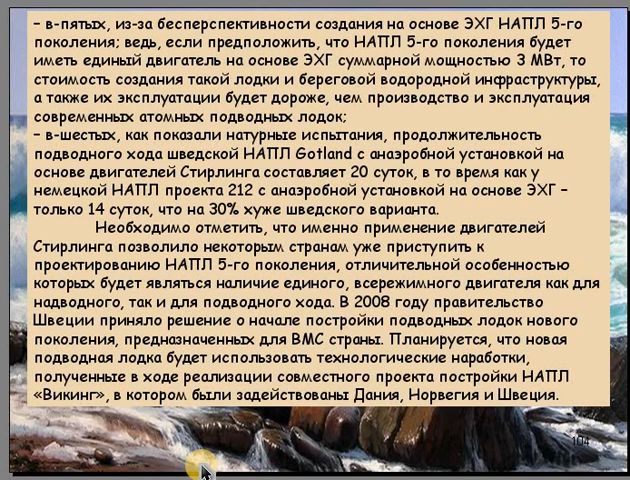 – в-пятых, из-за бесперспективности создания на основе ЭХГ НАПЛ 5-го
поколения; ведь, если предположить, что НАПЛ 5-го поколения будет
иметь единый двигатель на основе ЭХГ суммарной мощностью 3 МВт, то
стоимость создания такой лодки и береговой водородной инфраструктуры,
а также их эксплуатации будет дороже, чем производство и эксплуатация
современных атомных подводных лодок;
– в-шестых, как показали натурные испытания, продолжительность
подводного хода шведской НАПЛ Gotland с анаэробной установкой на
основе двигателей Стирлинга составляет 20 суток, в то время как у
немецкой НАПЛ проекта 212 с анаэробной установкой на основе ЭХГ –
только 14 суток, что на 30% хуже шведского варианта.
Необходимо отметить, что именно применение двигателей
Стирлинга позволило некоторым странам уже приступить к
проектированию НАПЛ 5-го поколения, отличительной особенностью
которых будет являться наличие единого, всережимного двигателя как для
надводного, так и для подводного хода. В 2008 году правительство
Швеции приняло решение о начале постройки подводных лодок нового
поколения, предназначенных для ВМС страны. Планируется, что новая
подводная лодка будет использовать технологические наработки,
полученные в ходе реализации совместного проекта постройки НАПЛ
«Викинг», в котором были задействованы Дания, Норвегия и Швеция.
104